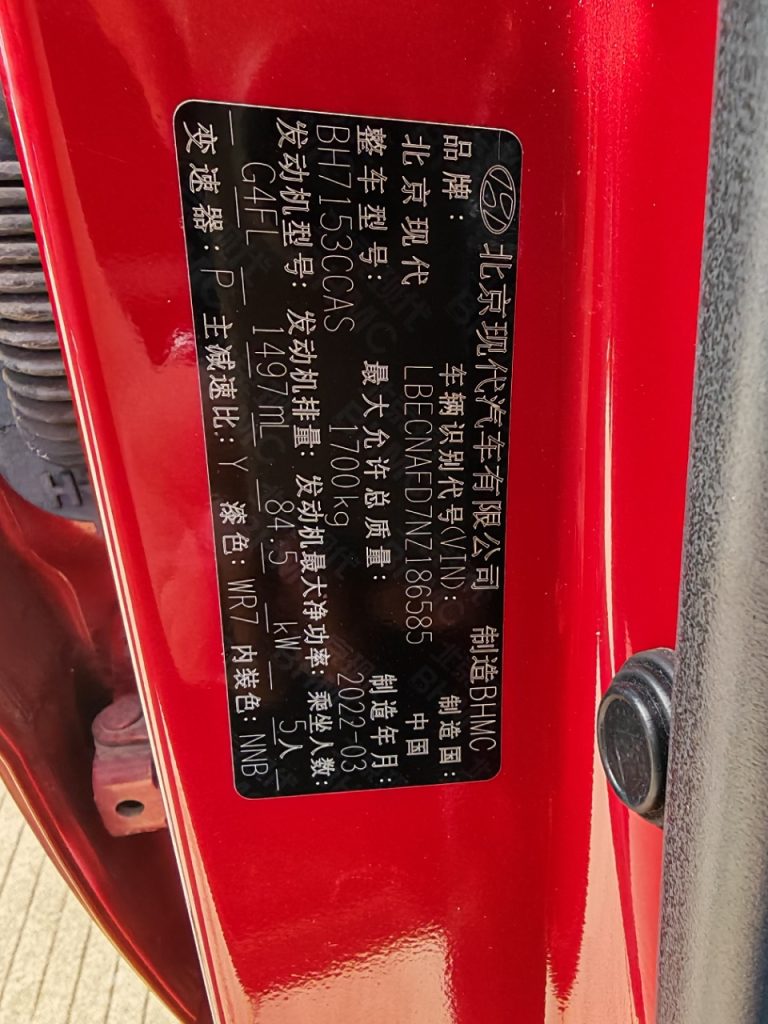 北京现代汽车有限公司 制造BHMC
品牌: 车辆识别代号(VIN): 制造国:
北京现代 LBECNAFD7NZ186585 中国
整车型号: 最大允许总质量: 制造年月:
BH7153CCAS 1700kg 2022-03
发动机型号: 发动机排量: 发动机最大净功率: 乘坐人数:
G4FL 1497mL 84.5 kW 5人
变速器: P 主减速比: Y 漆色: WR7 内装色: NNB